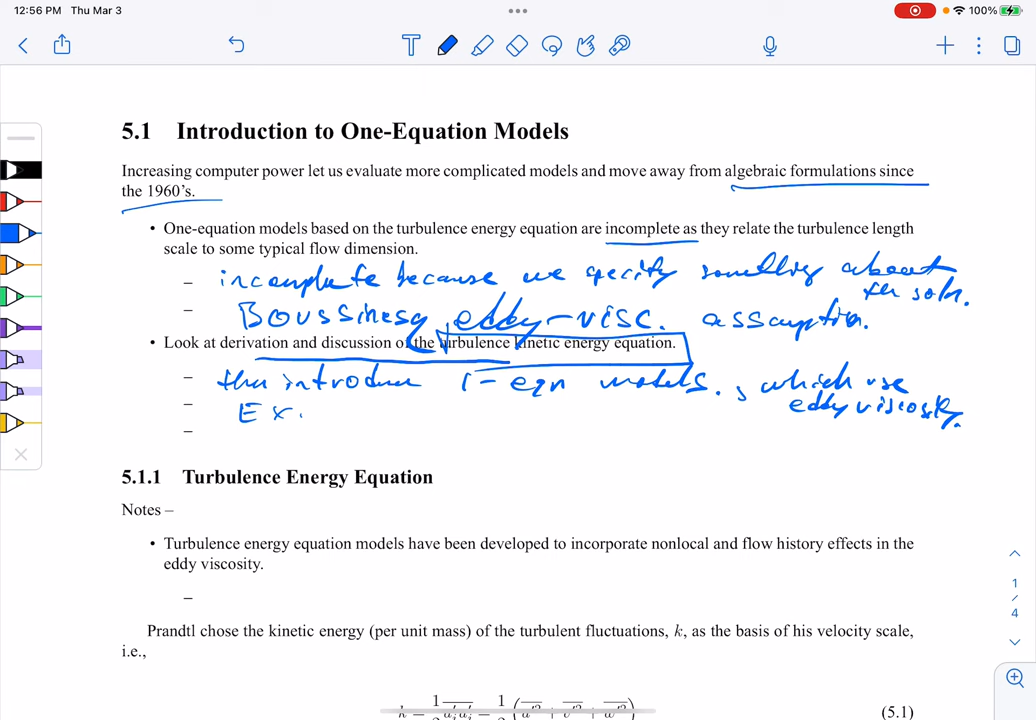 12:56 PM Thu Mar 3
100%
5.1 Introduction to One-Equation Models
Increasing computer power let us evaluate more complicated models and move away from algebraic formulations since
the 1960's.
• One-equation models based on the turbulence energy equation are incomplete as they relate the turbulence length
scale to some typical flow dimension.
– incomplete because we specify something about
the soln.
– Boussinesq eddy-visc. assumption.
• Look at derivation and discussion of the turbulence kinetic energy equation.
– then introduce 1-eqn models., which use
eddy viscosity.
– Ex.
–
5.1.1 Turbulence Energy Equation
Notes –
• Turbulence energy equation models have been developed to incorporate nonlocal and flow history effects in the
eddy viscosity.
–
Prandtl chose the kinetic energy (per unit mass) of the turbulent fluctuations, k, as the basis of his velocity scale,
i.e.,
(5.1)
1
/
4